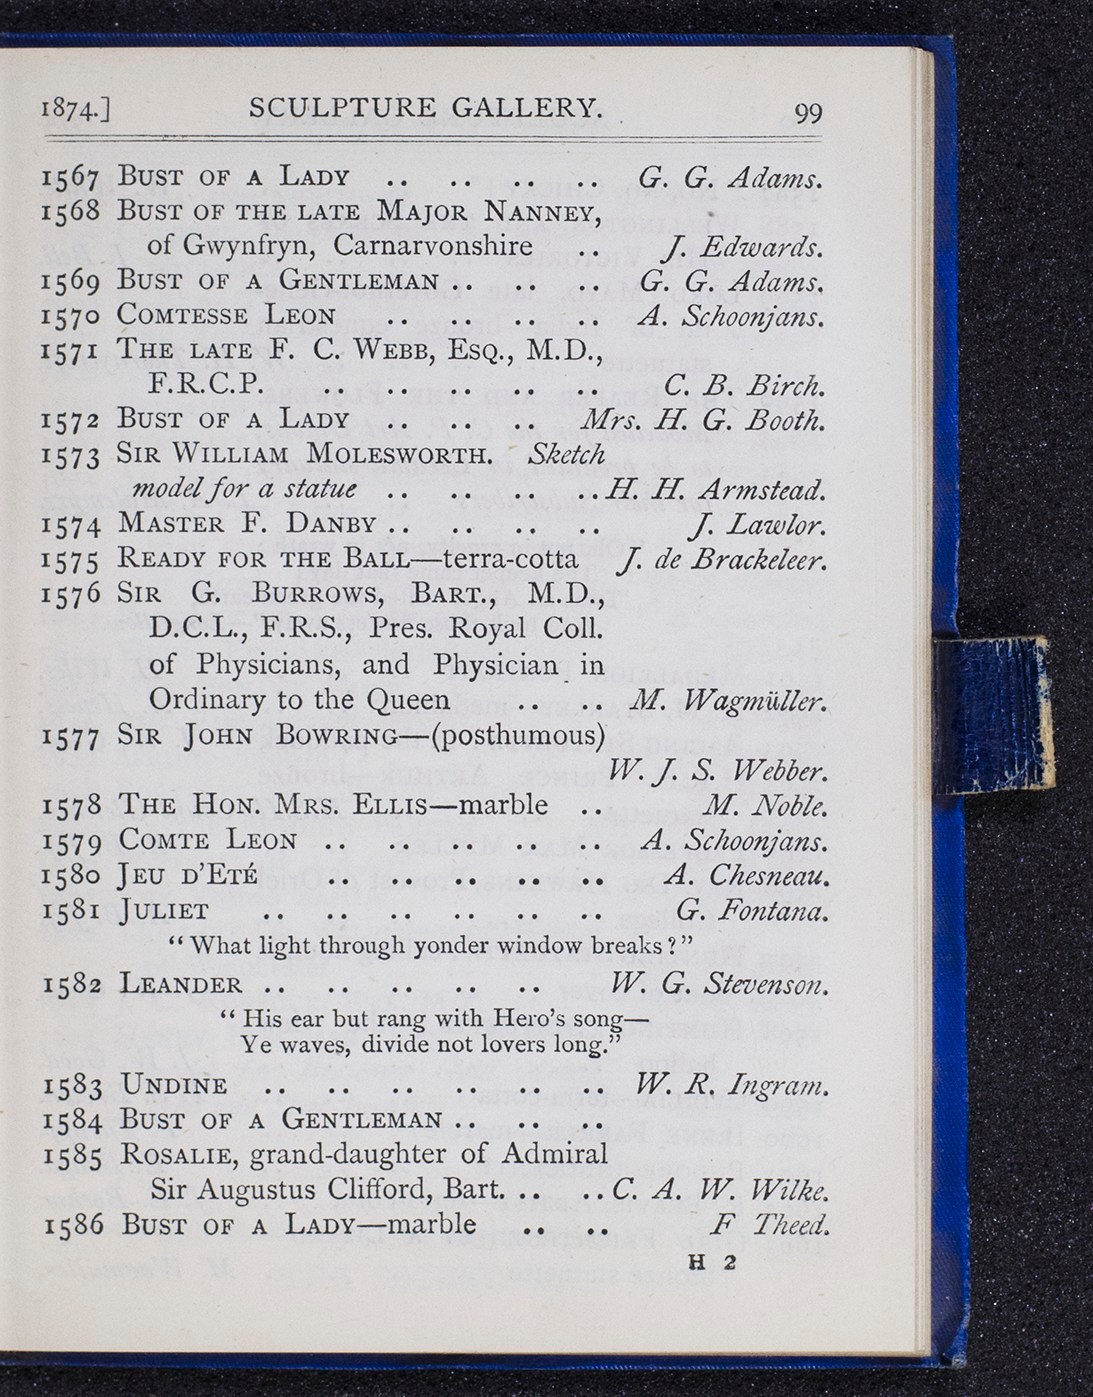 1874.] SCULPTURE GALLERY. 99
1567 BUST OF A LADY .. .. .. .. G. G. Adams.
1568 BUST OF THE LATE MAJOR NANNEY,
of Gwynfryn, Carnarvonshire .. J. Edwards.
1569 BUST OF A GENTLEMAN .. .. .. G. G. Adams.
1570 COMTESSE LEON .. .. .. .. A. Schoonjans.
1571 THE LATE F. C. WEBB, ESQ., M.D.,
F.R.C.P. .. .. .. .. C. B. Birch.
1572 BUST OF A LADY .. .. .. Mrs. H. G. Booth.
1573 SIR WILLIAM MOLESWORTH. Sketch
model for a statue .. .. .. .. H. H. Armstead.
1574 MASTER F. DANBY .. .. .. .. J. Lawlor.
1575 READY FOR THE BALL—terra-cotta J. de Brackeleer.
1576 SIR G. BURROWS, BART., M.D.,
D.C.L., F.R.S., Pres. Royal Coll.
of Physicians, and Physician in
Ordinary to the Queen .. .. M. Wagmüller.
1577 SIR JOHN BOWRING—(posthumous)
W. J. S. Webber.
1578 THE HON. MRS. ELLIS—marble .. M. Noble.
1579 COMTE LEON .. .. .. .. .. A. Schoonjans.
1580 JEU D'ETÉ .. .. .. .. .. A. Chesneau.
1581 JULIET .. .. .. .. .. .. G. Fontana.
"What light through yonder window breaks?"
1582 LEANDER .. .. .. .. .. W. G. Stevenson.
"His ear but rang with Hero's song—
Ye waves, divide not lovers long."
1583 UNDINE .. .. .. .. .. .. W. R. Ingram.
1584 BUST OF A GENTLEMAN .. .. ..
1585 ROSALIE, grand-daughter of Admiral
Sir Augustus Clifford, Bart. .. .. C. A. W. Wilke.
1586 BUST OF A LADY—marble .. .. F Theed.
H 2